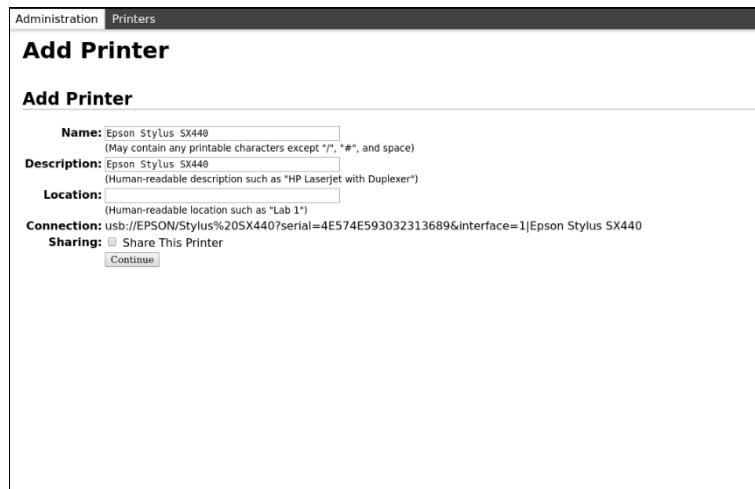 Administration Printers
Add Printer
Add Printer
Name: Epson Stylus SX440
(May contain any printable characters except "/", "#", and space)
Description: Epson Stylus SX440
(Human-readable description such as "HP LaserJet with Duplexer")
Location:
(Human-readable location such as "Lab 1")
Connection: usb://EPSON/Stylus%20SX440?serial=4E574E593032313689&interface=1|Epson Stylus SX440
Sharing: Share This Printer
Continue